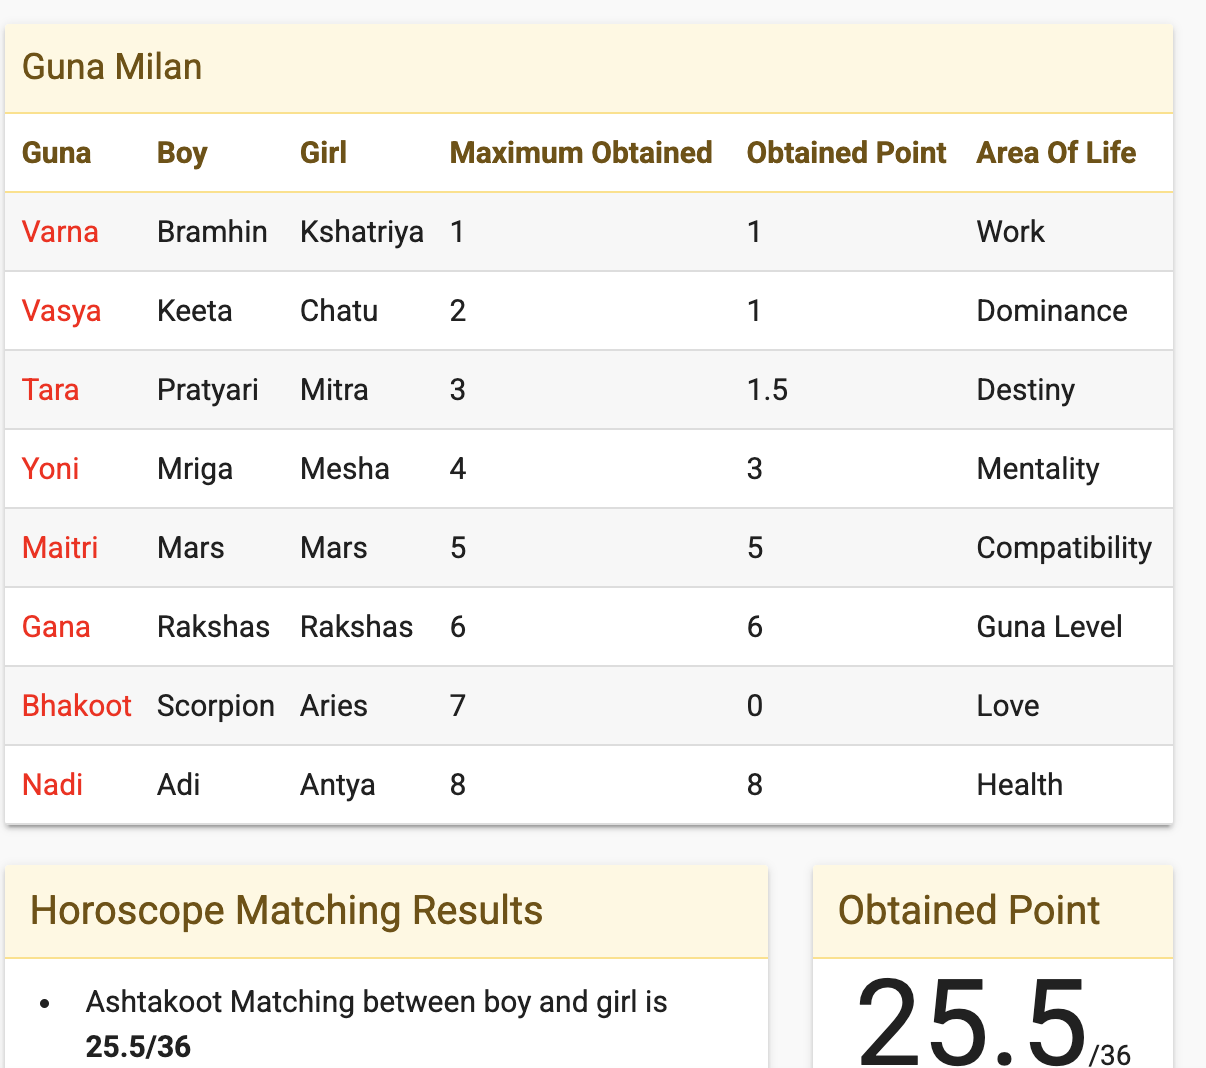 Guna Milan
Guna Boy Girl Maximum Obtained Obtained Point Area Of Life
Varna Bramhin Kshatriya 1 1 Work
Vasya Keeta Chatu 2 1 Dominance
Tara Pratyari Mitra 3 1.5 Destiny
Yoni Mriga Mesha 4 3 Mentality
Maitri Mars Mars 5 5 Compatibility
Gana Rakshas Rakshas 6 6 Guna Level
Bhakoot Scorpion Aries 7 0 Love
Nadi Adi Antya 8 8 Health
Horoscope Matching Results
• Ashtakoot Matching between boy and girl is
25.5/36
Obtained Point
25.5/36